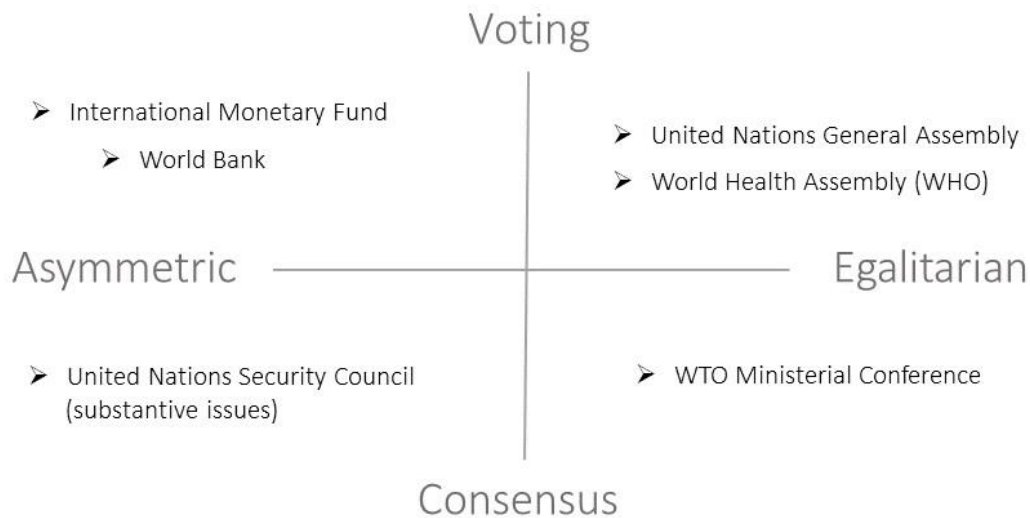 Voting
➢ International Monetary Fund
➢ World Bank
➢ United Nations General Assembly
➢ World Health Assembly (WHO)
Asymmetric
Egalitarian
➢ United Nations Security Council
(substantive issues)
➢ WTO Ministerial Conference
Consensus